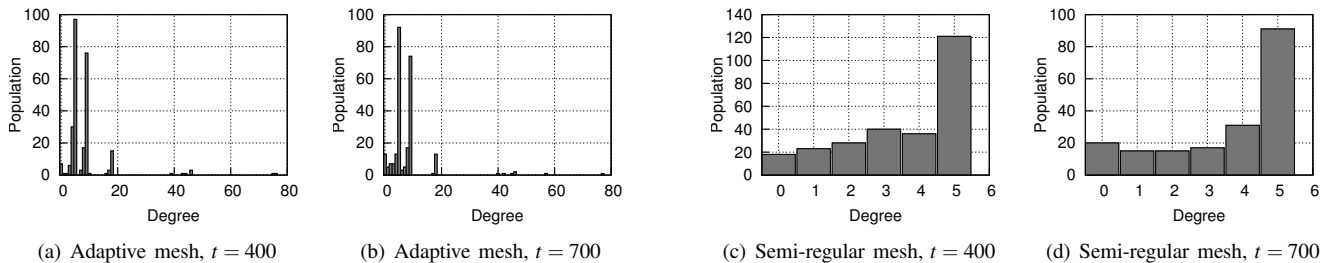 100
80
60
40
20
0
Population
0 20 40 60 80
Degree
(a) Adaptive mesh, t = 400
100
80
60
40
20
0
Population
0 20 40 60 80
Degree
(b) Adaptive mesh, t = 700
140
120
100
80
60
40
20
0
Population
0 1 2 3 4 5 6
Degree
(c) Semi-regular mesh, t = 400
100
80
60
40
20
0
Population
0 1 2 3 4 5 6
Degree
(d) Semi-regular mesh, t = 700